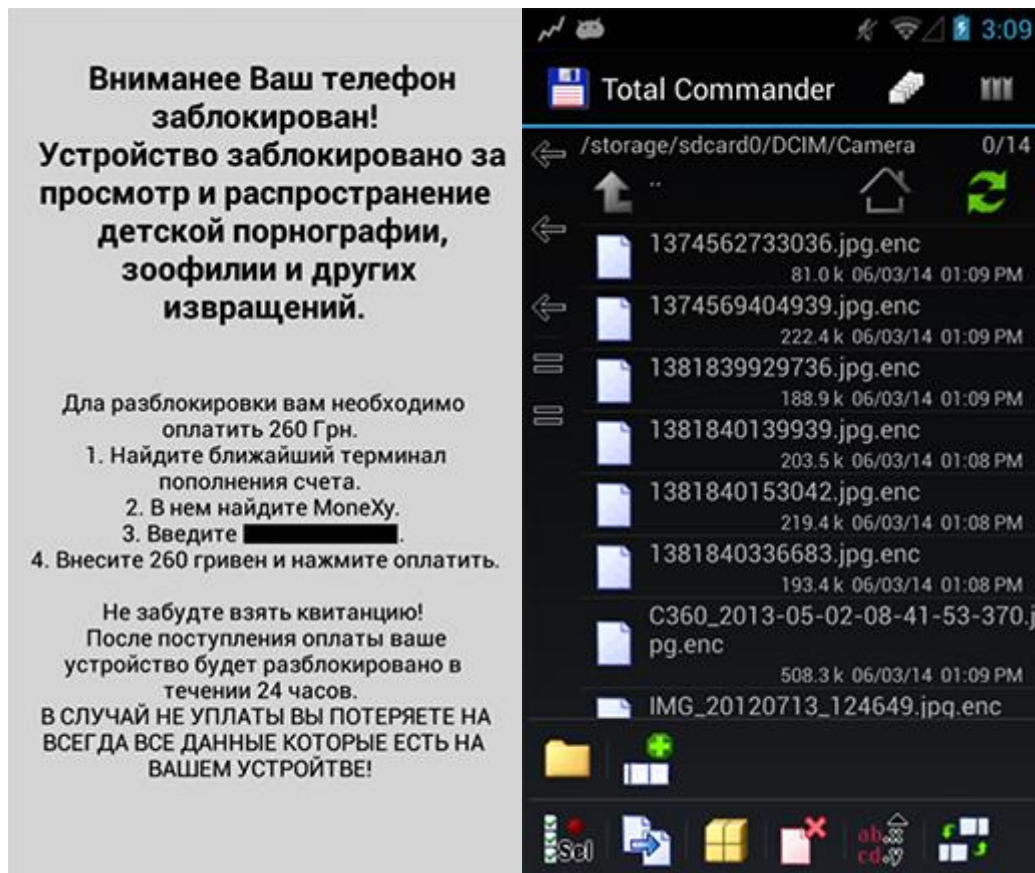 Вниманее Ваш телефон
заблокирован!
Устройство заблокировано за
просмотр и распространение
детской порнографии,
зоофилии и других
извращений.
Дла разблокировки вам необходимо
оплатить 260 Грн.
1. Найдите ближайший терминал
пополнения счета.
2. В нем найдите MoneXy.
3. Введите .
4. Внесите 260 гривен и нажмите оплатить.
Не забудте взять квитанцию!
После поступления оплаты ваше
устройство будет разблокировано в
течении 24 часов.
В СЛУЧАЙ НЕ УПЛАТЫ ВЫ ПОТЕРЯЕТЕ НА
ВСЕГДА ВСЕ ДАННЫЕ КОТОРЫЕ ЕСТЬ НА
ВАШЕМ УСТРОЙТВЕ!
3:09
Total Commander
/storage/sdcard0/DCIM/Camera 0/14
..
1374562733036.jpg.enc
81.0 k 06/03/14 01:09 PM
1374569404939.jpg.enc
222.4 k 06/03/14 01:09 PM
1381839929736.jpg.enc
188.9 k 06/03/14 01:09 PM
1381840139939.jpg.enc
203.5 k 06/03/14 01:08 PM
1381840153042.jpg.enc
219.4 k 06/03/14 01:08 PM
1381840336683.jpg.enc
193.4 k 06/03/14 01:08 PM
C360_2013-05-02-08-41-53-370.j
pg.enc
508.3 k 06/03/14 01:09 PM
IMG_20120713_124649.jpg.enc
Sel
ab.x
cd.y